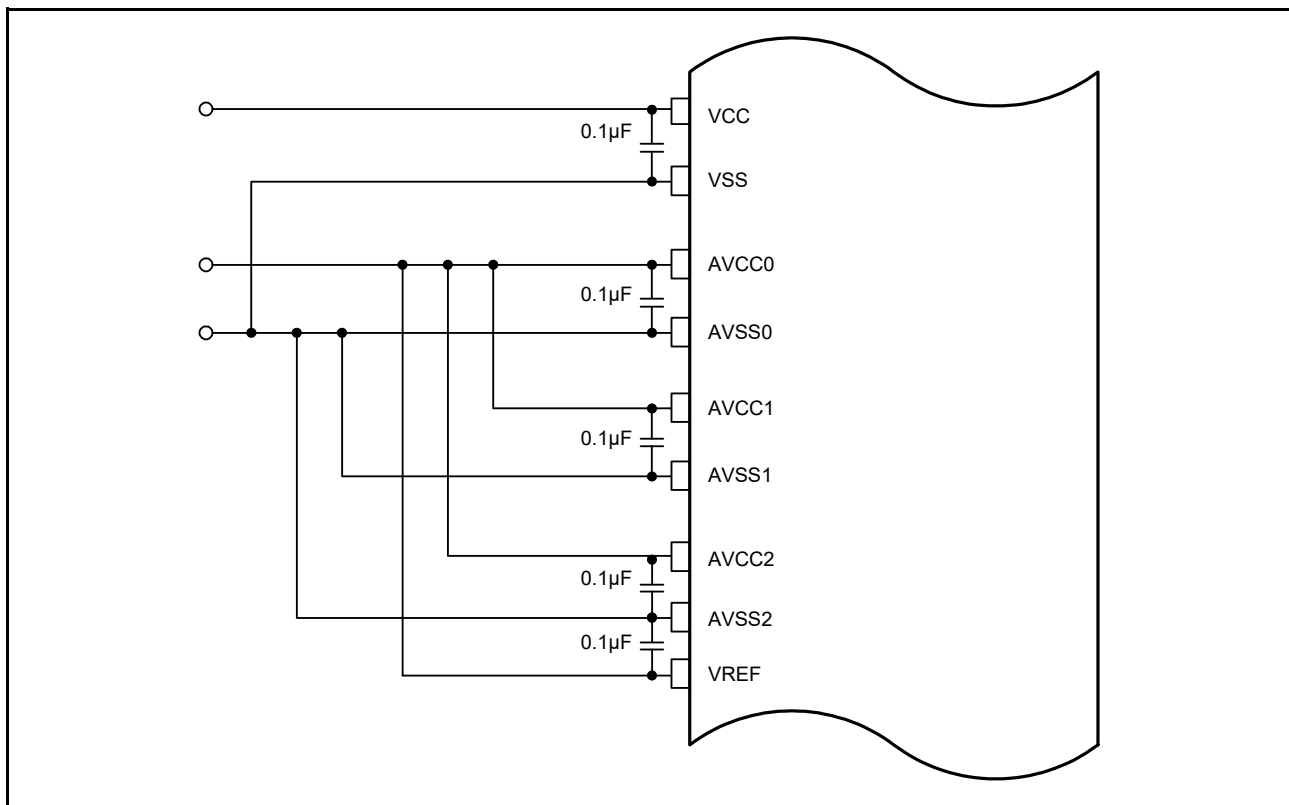 VCC
0.1µF
VSS
AVCC0
0.1µF
AVSS0
AVCC1
0.1µF
AVSS1
AVCC2
0.1µF
AVSS2
0.1µF
VREF